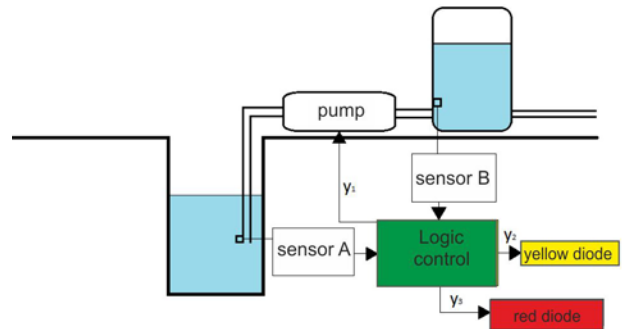 pump
y₁
sensor B
sensor A
Logic
control
y₂
yellow diode
y₃
red diode